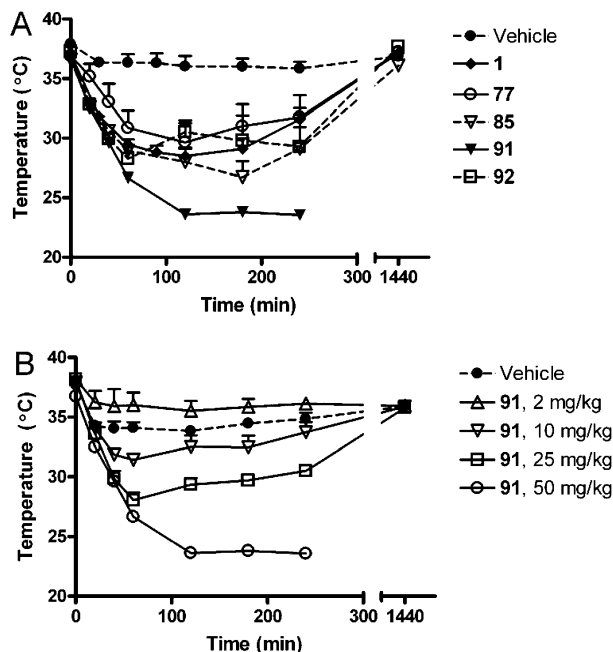 A
Temperature (°C)
40
35
30
25
20
0
100
200
300
1440
Time (min)
Vehicle
1
77
85
91
92
B
Temperature (°C)
40
35
30
25
20
0
100
200
300
1440
Time (min)
Vehicle
91, 2 mg/kg
91, 10 mg/kg
91, 25 mg/kg
91, 50 mg/kg